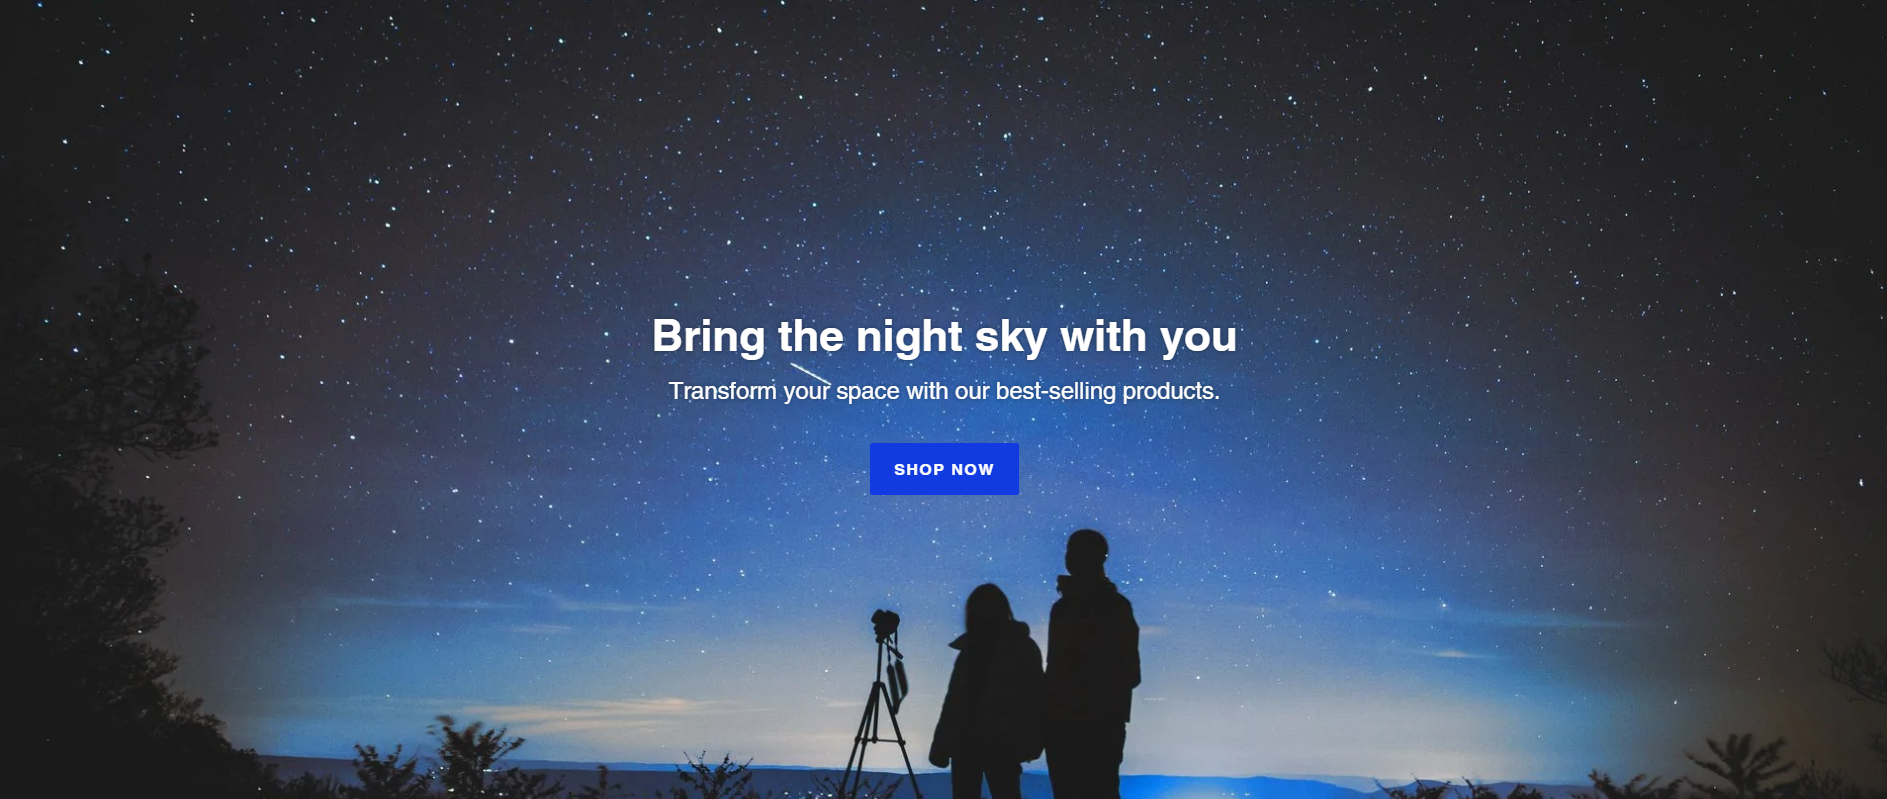 Bring the night sky with you
Transform your space with our best-selling products.
SHOP NOW